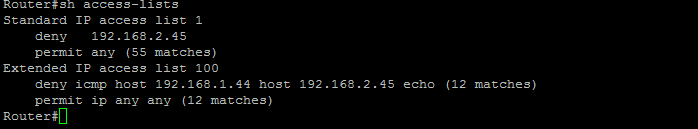 Router#sh access-lists
Standard IP access list 1
    deny   192.168.2.45
    permit any (55 matches)
Extended IP access list 100
    deny icmp host 192.168.1.44 host 192.168.2.45 echo (12 matches)
    permit ip any any (12 matches)
Router#